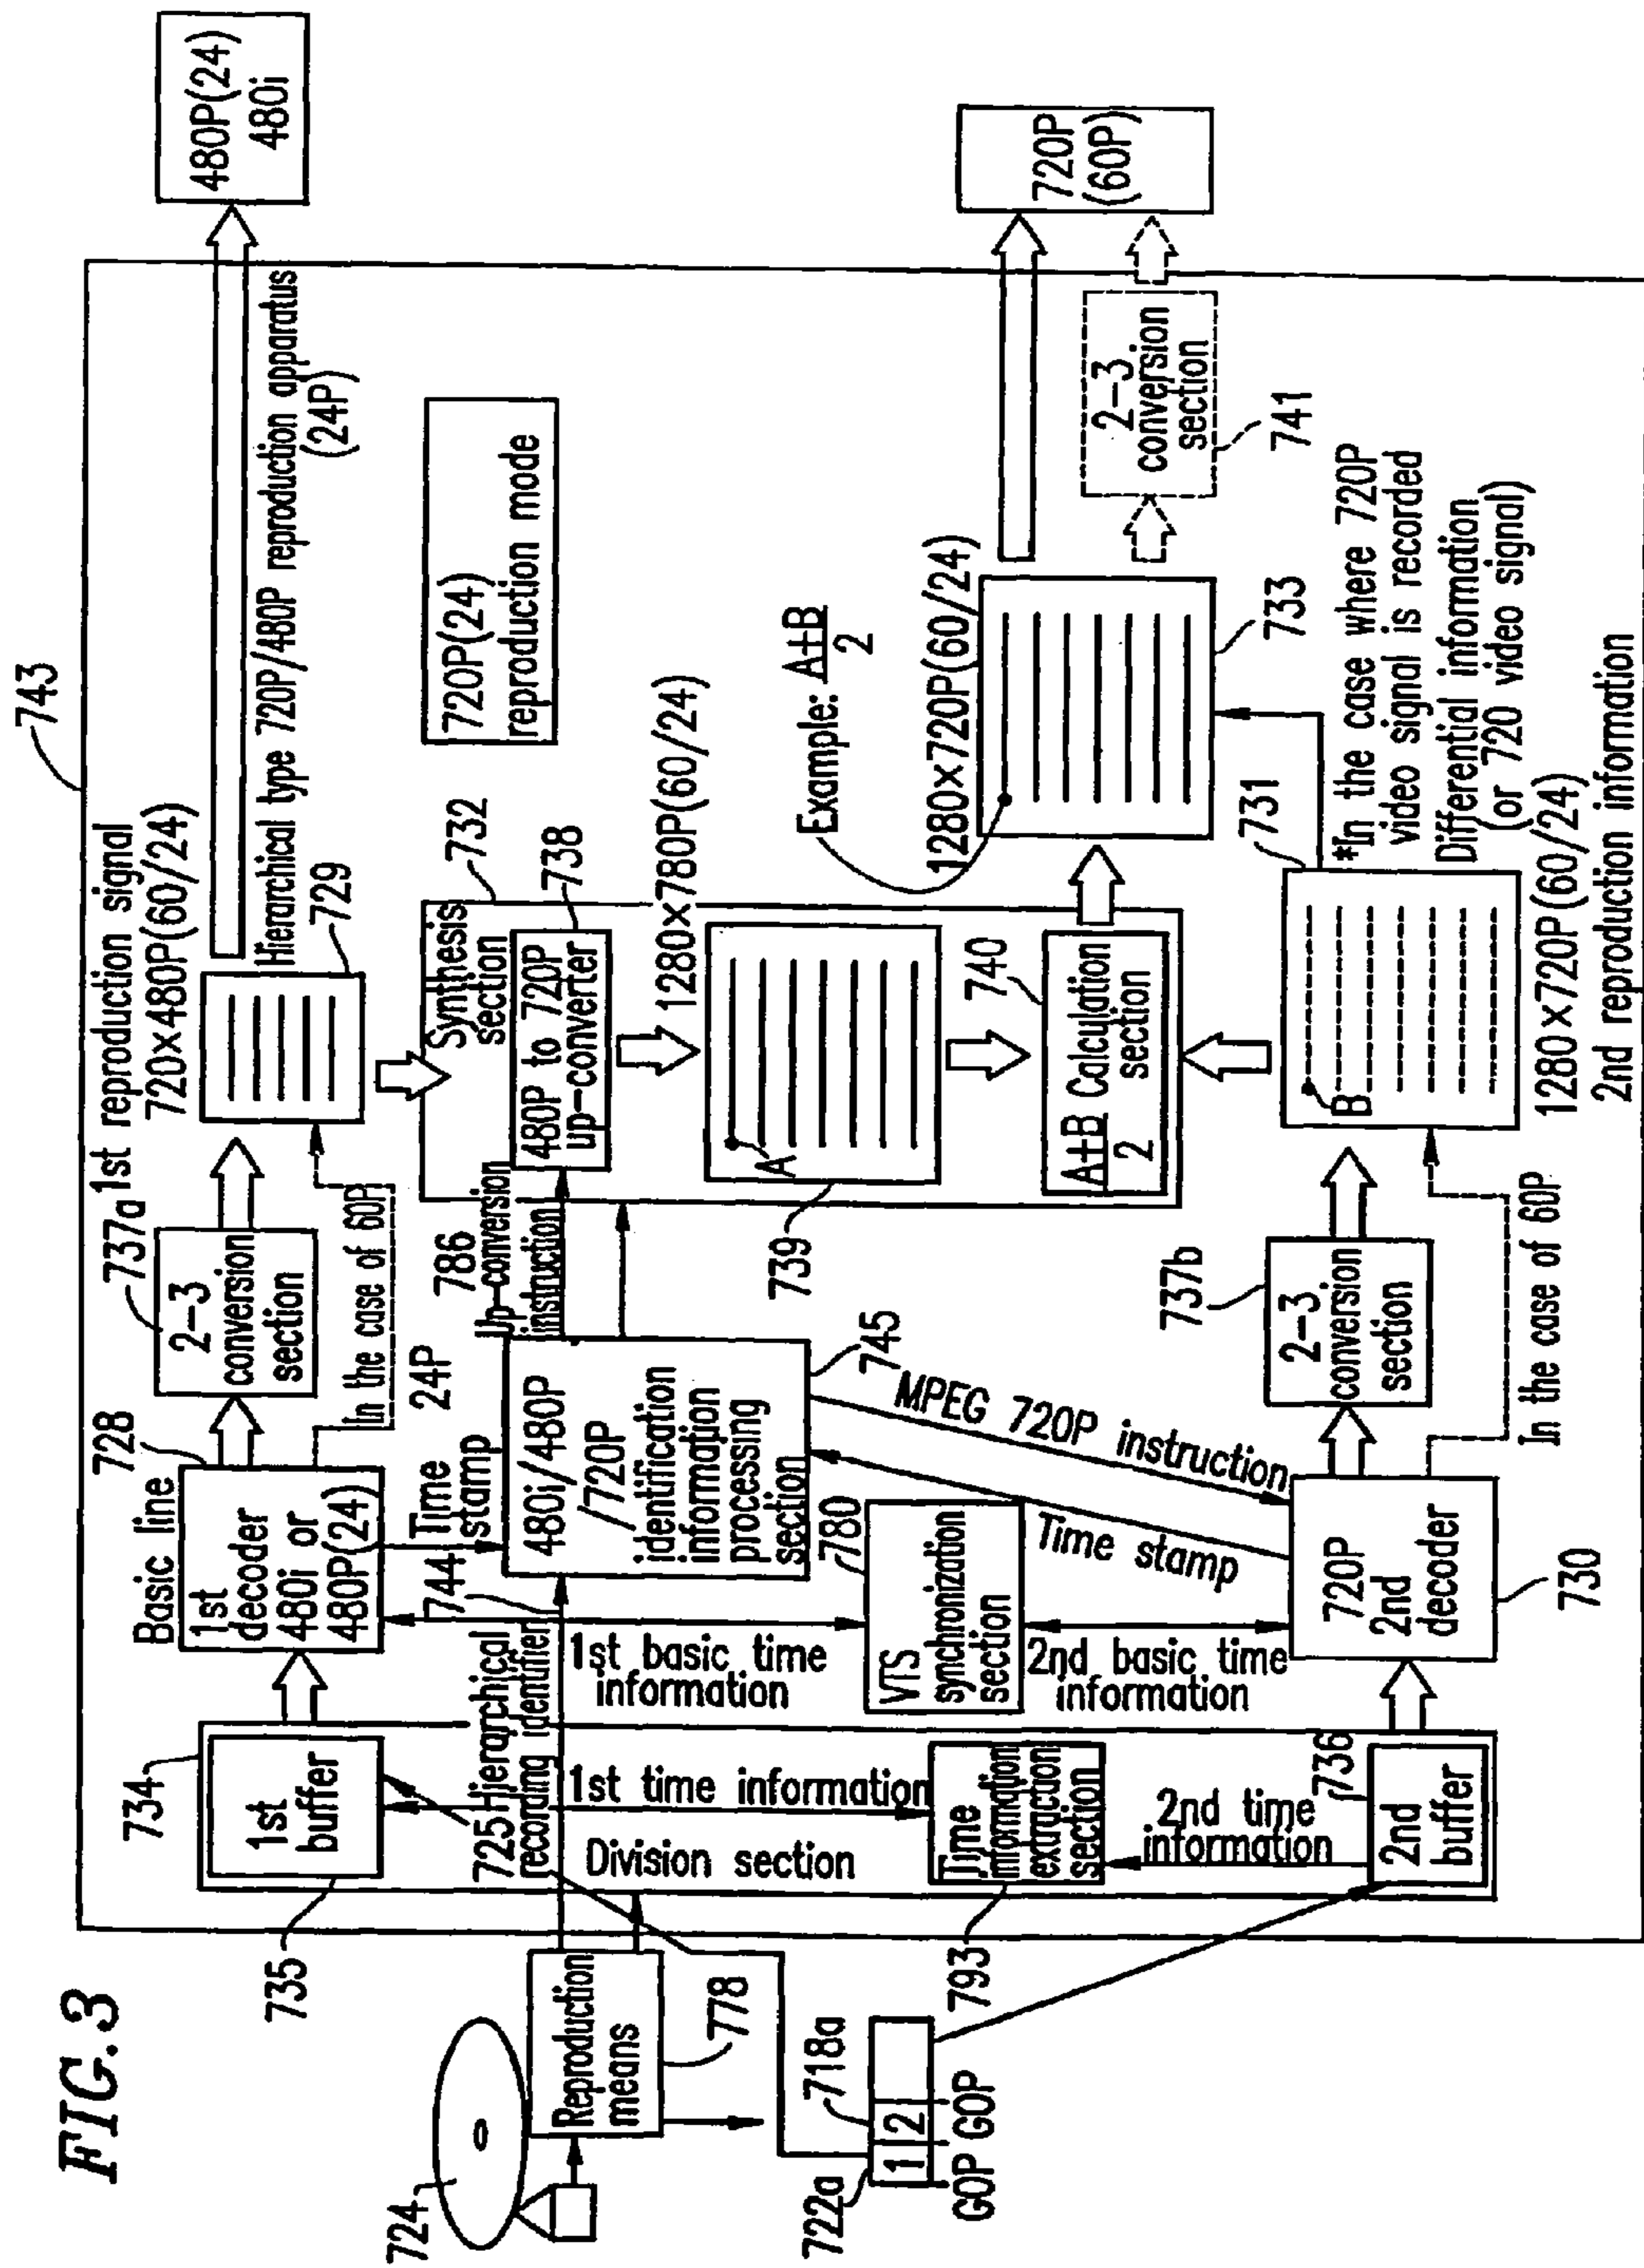 FIG.3
743
724
Reproduction
means
778
722a
718a
1
2
GOP GOP
734
735
1st
buffer
725
Hierarchical
recording identifier
Division section
1st time information
793
Time
information
extraction
section
2nd time
information
736
2nd
buffer
Basic line
728
1st
decoder
480i or
480P(24)
744
Time
stamp
24P
1st basic time
information
780
VTS
synchronization
section
2nd basic time
information
480i/480P
/720P
identification
information
processing
section
745
MPEG 720P instruction
Time stamp
720P
2nd
decoder
730
737a
2-3
conversion
section
In the case of 60P
786
Up-conversion
instruction
737b
2-3
conversion
section
In the case of 60P
1st reproduction signal
720×480P(60/24)
729
Hierarchical type 720P/480P reproduction apparatus
(24P)
480P(24)
480i
720P(24)
reproduction mode
732
Synthesis
section
738
480P to 720P
up-converter
1280×780P(60/24)
A
739
740
A+B
2
Calculation
section
Example: A+B
2
1280×720P(60/24)
733
731
B
*In the case where 720P
video signal is recorded
Differential information
(or 720 video signal)
1280×720P(60/24)
2nd reproduction information
2-3
conversion
section
741
720P
(60P)